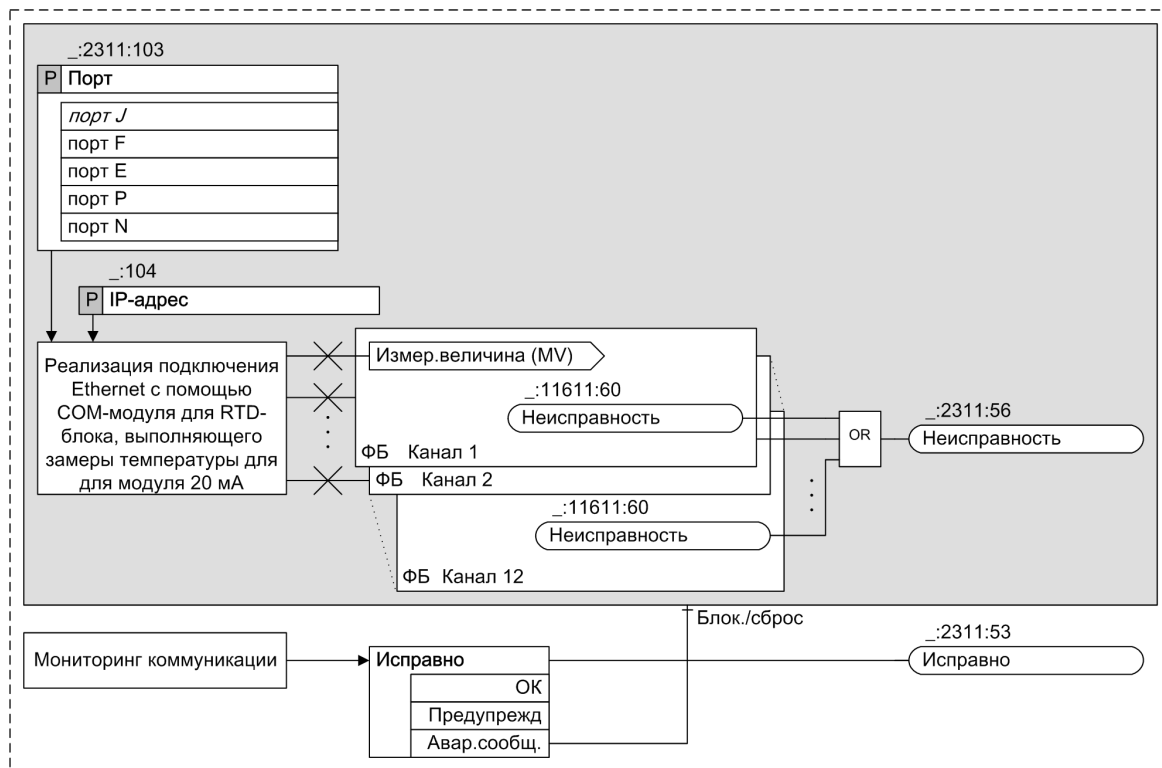 _:2311:103
P Порт
порт J
порт F
порт E
порт P
порт N
_:104
P IP-адрес
Реализация подключения
Ethernet с помощью
COM-модуля для RTD-
блока, выполняющего
замеры температуры для
для модуля 20 мА
Измер.величина (MV)
_:11611:60
Неисправность
ФБ Канал 1
ФБ Канал 2
_:11611:60
Неисправность
ФБ Канал 12
OR
_:2311:56
Неисправность
Блок./сброс
Мониторинг коммуникации
Исправно
ОК
Предупрежд
Авар.сообщ.
_:2311:53
Исправно